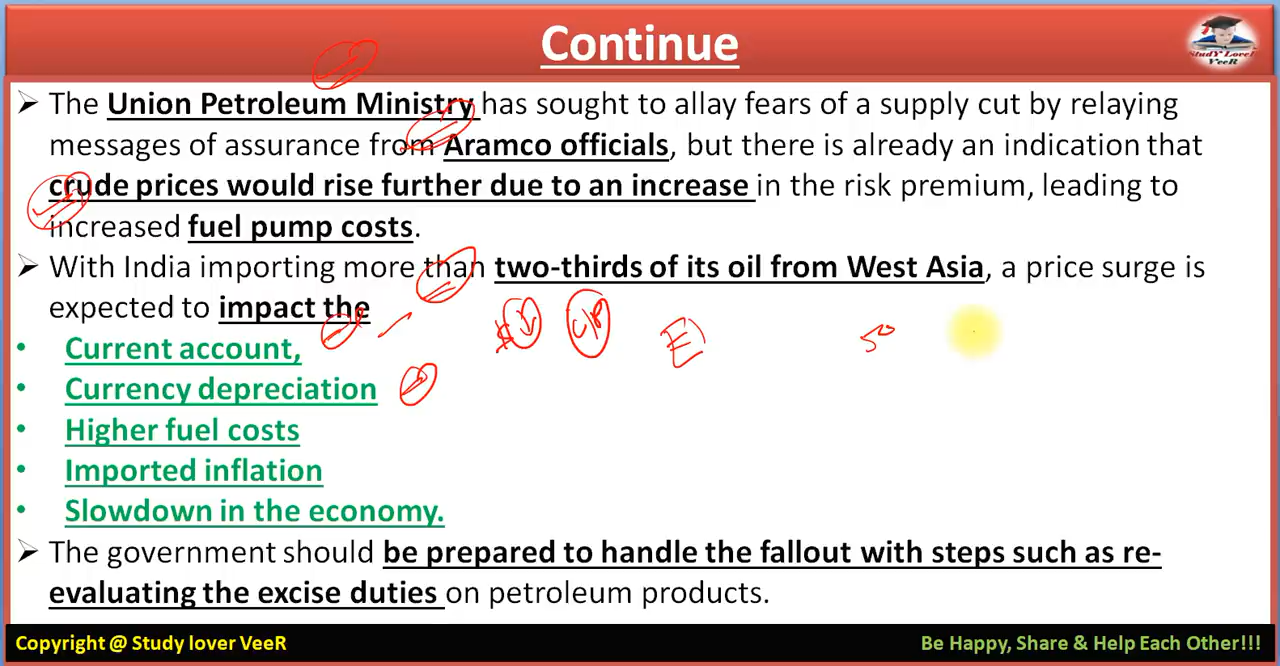 Continue
StudY LoveR
VeeR
➤ The Union Petroleum Ministry has sought to allay fears of a supply cut by relaying
messages of assurance from Aramco officials, but there is already an indication that
crude prices would rise further due to an increase in the risk premium, leading to
increased fuel pump costs.
➤ With India importing more than two-thirds of its oil from West Asia, a price surge is
expected to impact the
• Current account,
E
50
• Currency depreciation
• Higher fuel costs
• Imported inflation
• Slowdown in the economy.
➤ The government should be prepared to handle the fallout with steps such as re-
evaluating the excise duties on petroleum products.
Copyright @ Study lover VeeR
Be Happy, Share & Help Each Other!!!